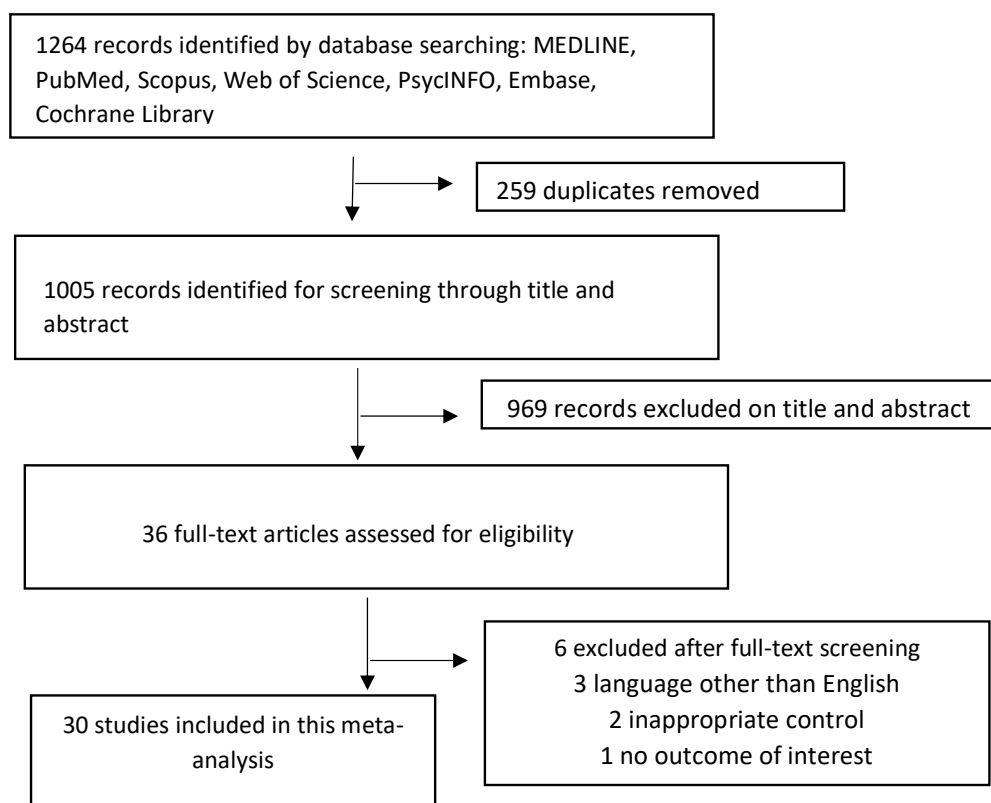 1264 records identified by database searching: MEDLINE,
PubMed, Scopus, Web of Science, PsycINFO, Embase,
Cochrane Library
259 duplicates removed
1005 records identified for screening through title and
abstract
969 records excluded on title and abstract
36 full-text articles assessed for eligibility
6 excluded after full-text screening
3 language other than English
2 inappropriate control
1 no outcome of interest
30 studies included in this meta-
analysis